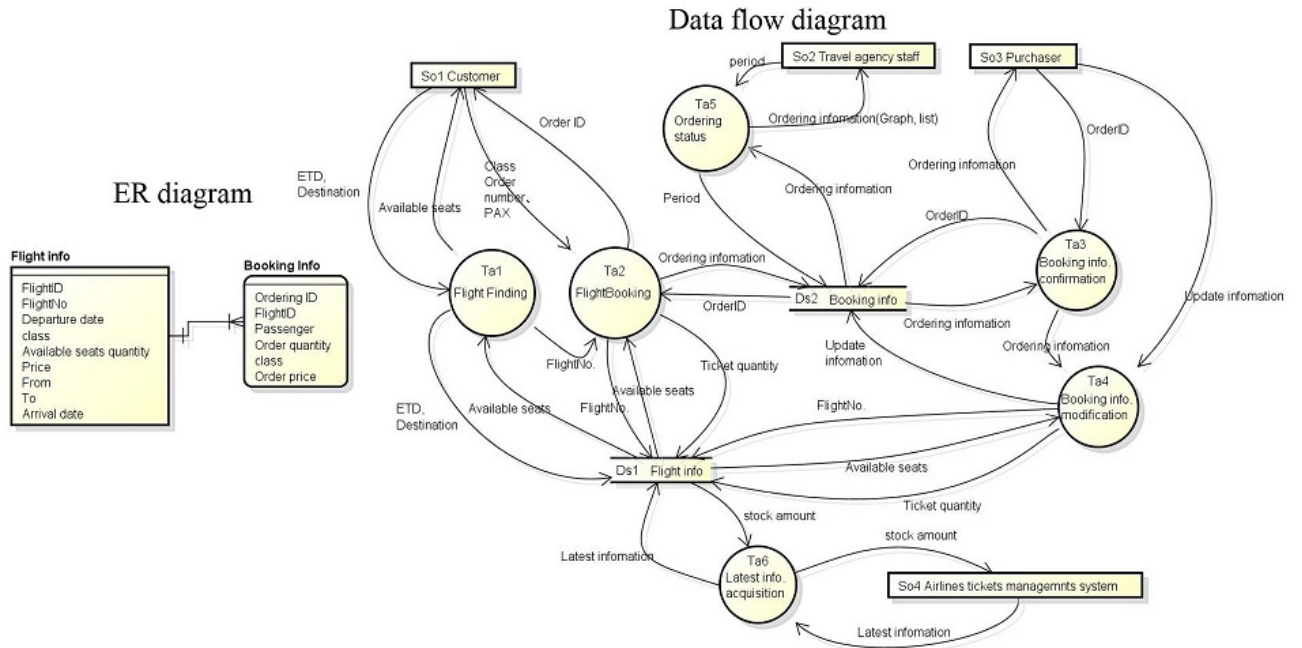 Data flow diagram
ER diagram
Flight info
FlightID
FlightNo
Departure date
class
Available seats quantity
Price
From
To
Arrival date
Booking Info
Ordering ID
FlightID
Passenger
Order quantity
class
Order price
So1 Customer
So2 Travel agency staff
So3 Purchaser
period
Ta5
Ordering
status
Ordering infomation(Graph, list)
Order ID
OrderID
Ordering infomation
ETD,
Destination
Available seats
Class
Order
number、
PAX
Ordering infomation
Period
OrderID
Ta1
Flight Finding
Ta2
FlightBooking
Ordering infomation
Ta3
Booking info.
confirmation
Ds2 Booking info
OrderID
Ordering infomation
Update infomation
FlightNo.
Update
infomation
Ordering infomation
Ticket quantity
Available seats
FlightNo.
Available seats
ETD,
Destination
Ta4
Booking info.
modification
FlightNo.
Ds1 Flight info
Available seats
Ticket quantity
stock amount
stock amount
Latest infomation
Ta6
Latest info.
acquisition
So4 Airlines tickets managemnts system
Latest infomation